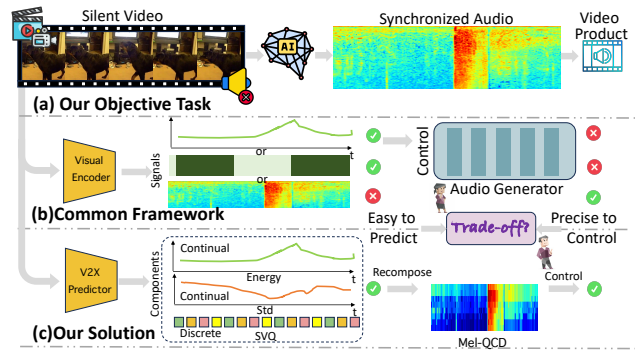 Silent Video
Synchronized Audio
Video
Product
AI
(a) Our Objective Task
Visual
Encoder
Signals
t
or
or
Control
Audio Generator
(b)Common Framework
Easy to
Predict
Trade-off?
Precise to
Control
V2X
Predictor
Components
Continual
t
Energy
Continual
Std
t
Discrete
SVQ
Recompose
Control
Mel-QCD
(c)Our Solution